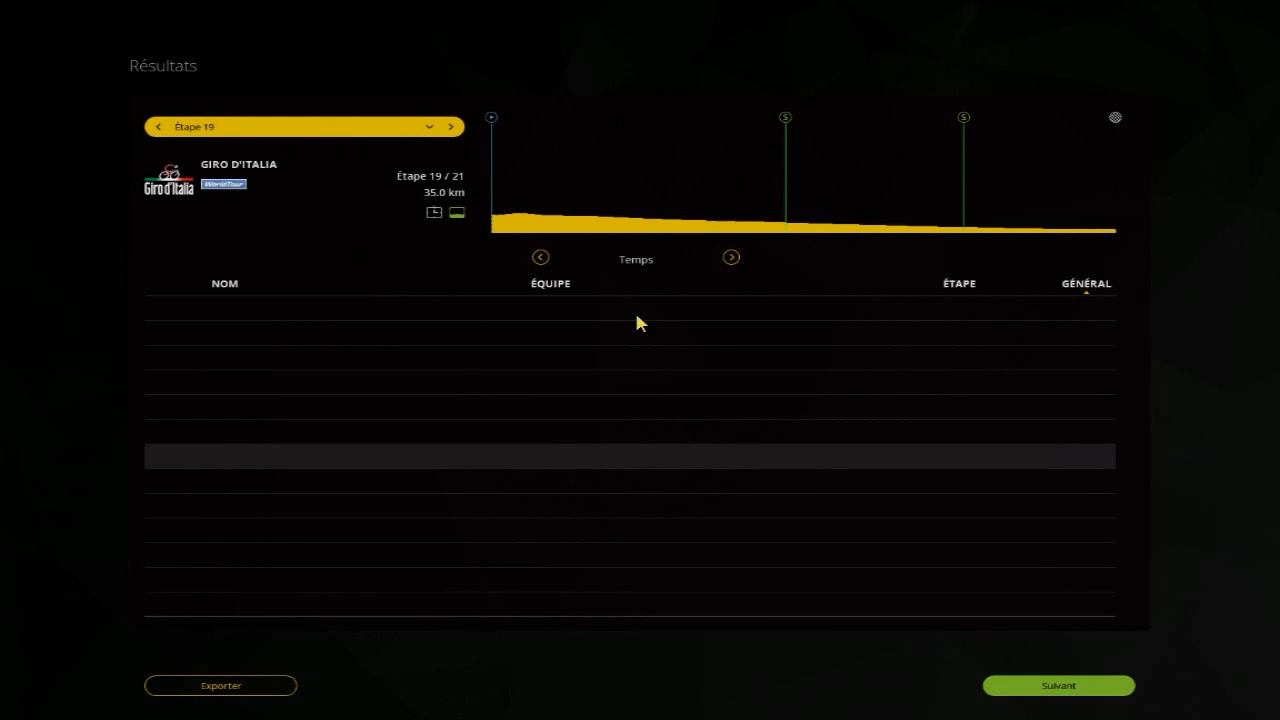 Résultats
Étape 19
GIRO D'ITALIA
WorldTour
Giro d'Italia
Étape 19 / 21
35.0 km
S
S
Temps
NOM
ÉQUIPE
ÉTAPE
GÉNÉRAL
Exporter
Suivant